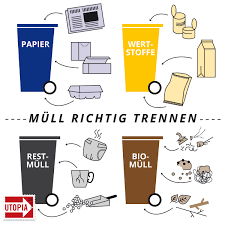 PAPIER
WERT-
STOFFE
MÜLL RICHTIG TRENNEN
REST-
MÜLL
BIO-
MÜLL
UTOPIA